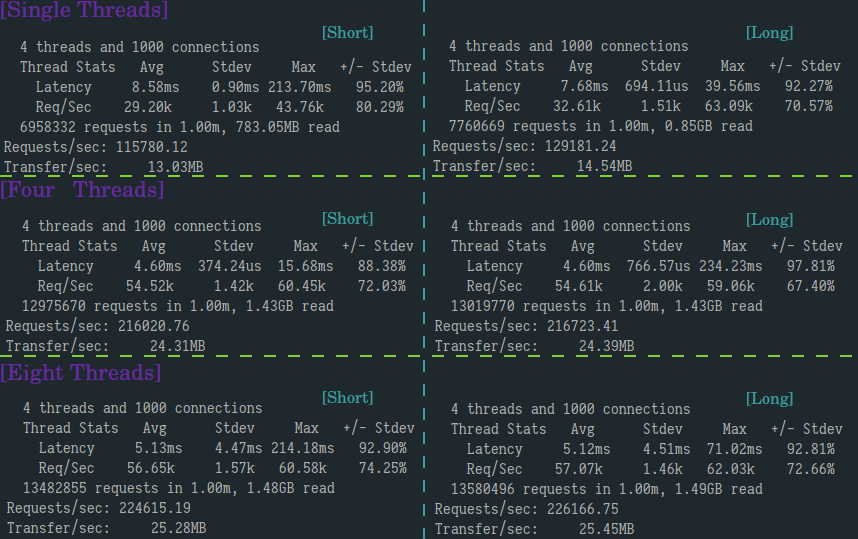 [Single Threads]
[Short]
4 threads and 1000 connections
Thread Stats Avg Stdev Max +/- Stdev
Latency 8.58ms 0.90ms 213.70ms 95.20%
Req/Sec 29.20k 1.03k 43.76k 80.29%
6958332 requests in 1.00m, 783.05MB read
Requests/sec: 115780.12
Transfer/sec: 13.03MB
[Long]
4 threads and 1000 connections
Thread Stats Avg Stdev Max +/- Stdev
Latency 7.68ms 694.11us 39.56ms 92.27%
Req/Sec 32.61k 1.51k 63.09k 70.57%
7760669 requests in 1.00m, 0.85GB read
Requests/sec: 129181.24
Transfer/sec: 14.54MB
[Four Threads]
[Short]
4 threads and 1000 connections
Thread Stats Avg Stdev Max +/- Stdev
Latency 4.60ms 374.24us 15.68ms 88.38%
Req/Sec 54.52k 1.42k 60.45k 72.03%
12975670 requests in 1.00m, 1.43GB read
Requests/sec: 216020.76
Transfer/sec: 24.31MB
[Long]
4 threads and 1000 connections
Thread Stats Avg Stdev Max +/- Stdev
Latency 4.60ms 766.57us 234.23ms 97.81%
Req/Sec 54.61k 2.00k 59.06k 67.40%
13019770 requests in 1.00m, 1.43GB read
Requests/sec: 216723.41
Transfer/sec: 24.39MB
[Eight Threads]
[Short]
4 threads and 1000 connections
Thread Stats Avg Stdev Max +/- Stdev
Latency 5.13ms 4.47ms 214.18ms 92.90%
Req/Sec 56.65k 1.57k 60.58k 74.25%
13482855 requests in 1.00m, 1.48GB read
Requests/sec: 224615.19
Transfer/sec: 25.28MB
[Long]
4 threads and 1000 connections
Thread Stats Avg Stdev Max +/- Stdev
Latency 5.12ms 4.51ms 71.02ms 92.81%
Req/Sec 57.07k 1.46k 62.03k 72.66%
13580496 requests in 1.00m, 1.49GB read
Requests/sec: 226166.75
Transfer/sec: 25.45MB